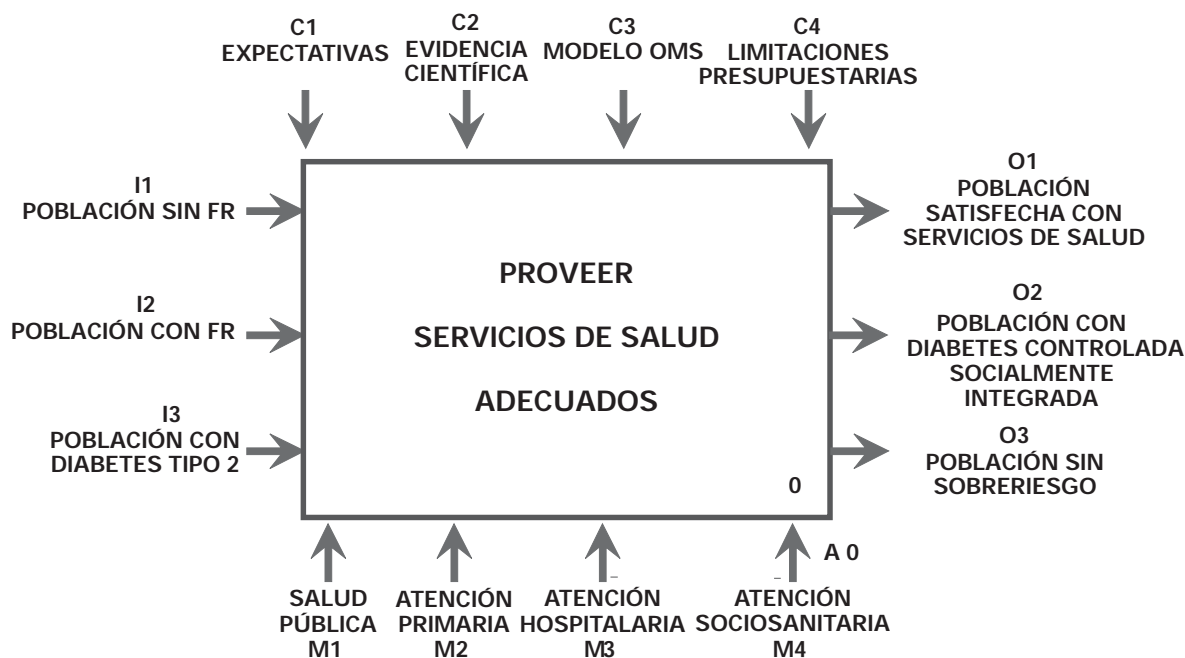 C1
EXPECTATIVAS
C2
EVIDENCIA
CIENTÍFICA
C3
MODELO OMS
C4
LIMITACIONES
PRESUPUESTARIAS
I1
POBLACIÓN SIN FR
I2
POBLACIÓN CON FR
I3
POBLACIÓN CON
DIABETES TIPO 2
PROVEER
SERVICIOS DE SALUD
ADECUADOS
0
O1
POBLACIÓN
SATISFECHA CON
SERVICIOS DE SALUD
O2
POBLACIÓN CON
DIABETES CONTROLADA
SOCIALMENTE
INTEGRADA
O3
POBLACIÓN SIN
SOBRERIESGO
A 0
SALUD
PÚBLICA
M1
ATENCIÓN
PRIMARIA
M2
ATENCIÓN
HOSPITALARIA
M3
ATENCIÓN
SOCIOSANITARIA
M4